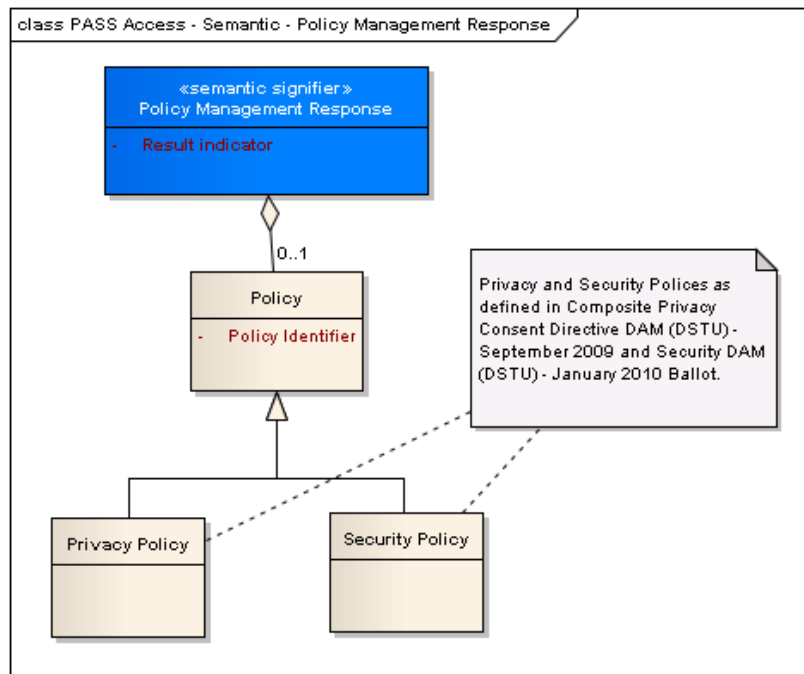 class PASS Access - Semantic - Policy Management Response
«semantic signifier»
Policy Management Response
- Result indicator
0..1
Policy
- Policy Identifier
Privacy and Security Polices as
defined in Composite Privacy
Consent Directive DAM (DSTU) -
September 2009 and Security DAM
(DSTU) - January 2010 Ballot.
Privacy Policy
Security Policy